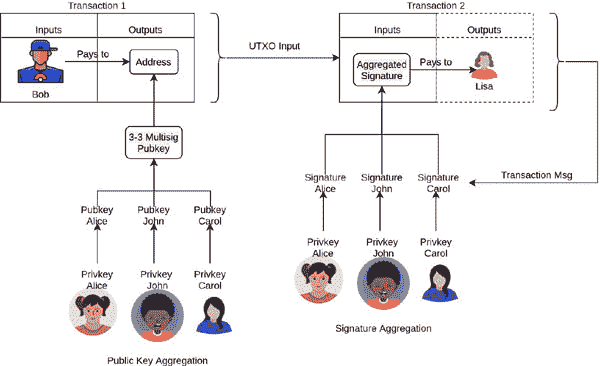 Transaction 1
Inputs
Outputs
Bob
Pays to
Address
3-3 Multisig
Pubkey
Pubkey
Alice
Pubkey
John
Pubkey
Carol
Privkey
Alice
Privkey
John
Privkey
Carol
Public Key Aggregation
UTXO Input
Transaction 2
Inputs
Outputs
Aggregated
Signature
Pays to
Lisa
Transaction Msg
Signature
Alice
Signature
John
Signature
Carol
Privkey
Alice
Privkey
John
Privkey
Carol
Signature Aggregation